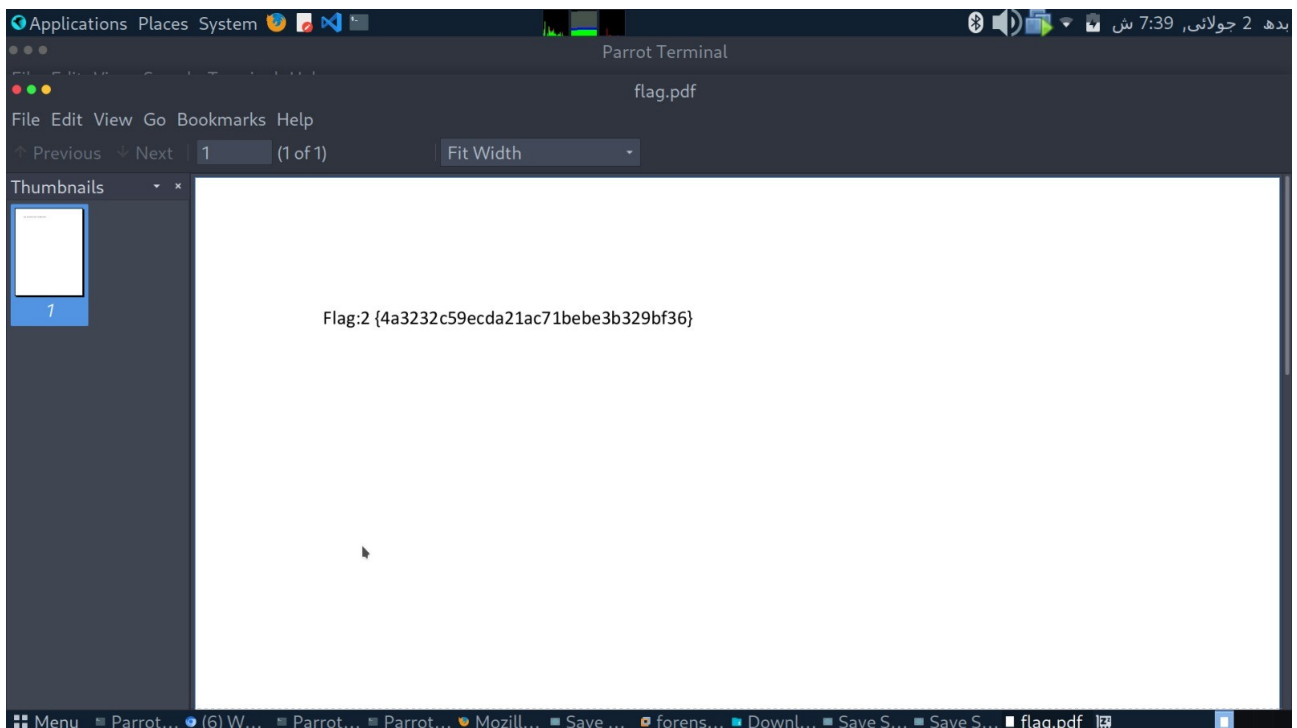 Applications Places System
بدھ 2 جولائی, 7:39 ش
Parrot Terminal
flag.pdf
File Edit View Go Bookmarks Help
Previous Next 1 (1 of 1) Fit Width
Thumbnails
1
Flag:2 {4a3232c59ecda21ac71bebe3b329bf36}
Menu Parrot... (6) W... Parrot... Parrot... Mozill... Save ... forens... Downl... Save S... Save S... flag.pdf